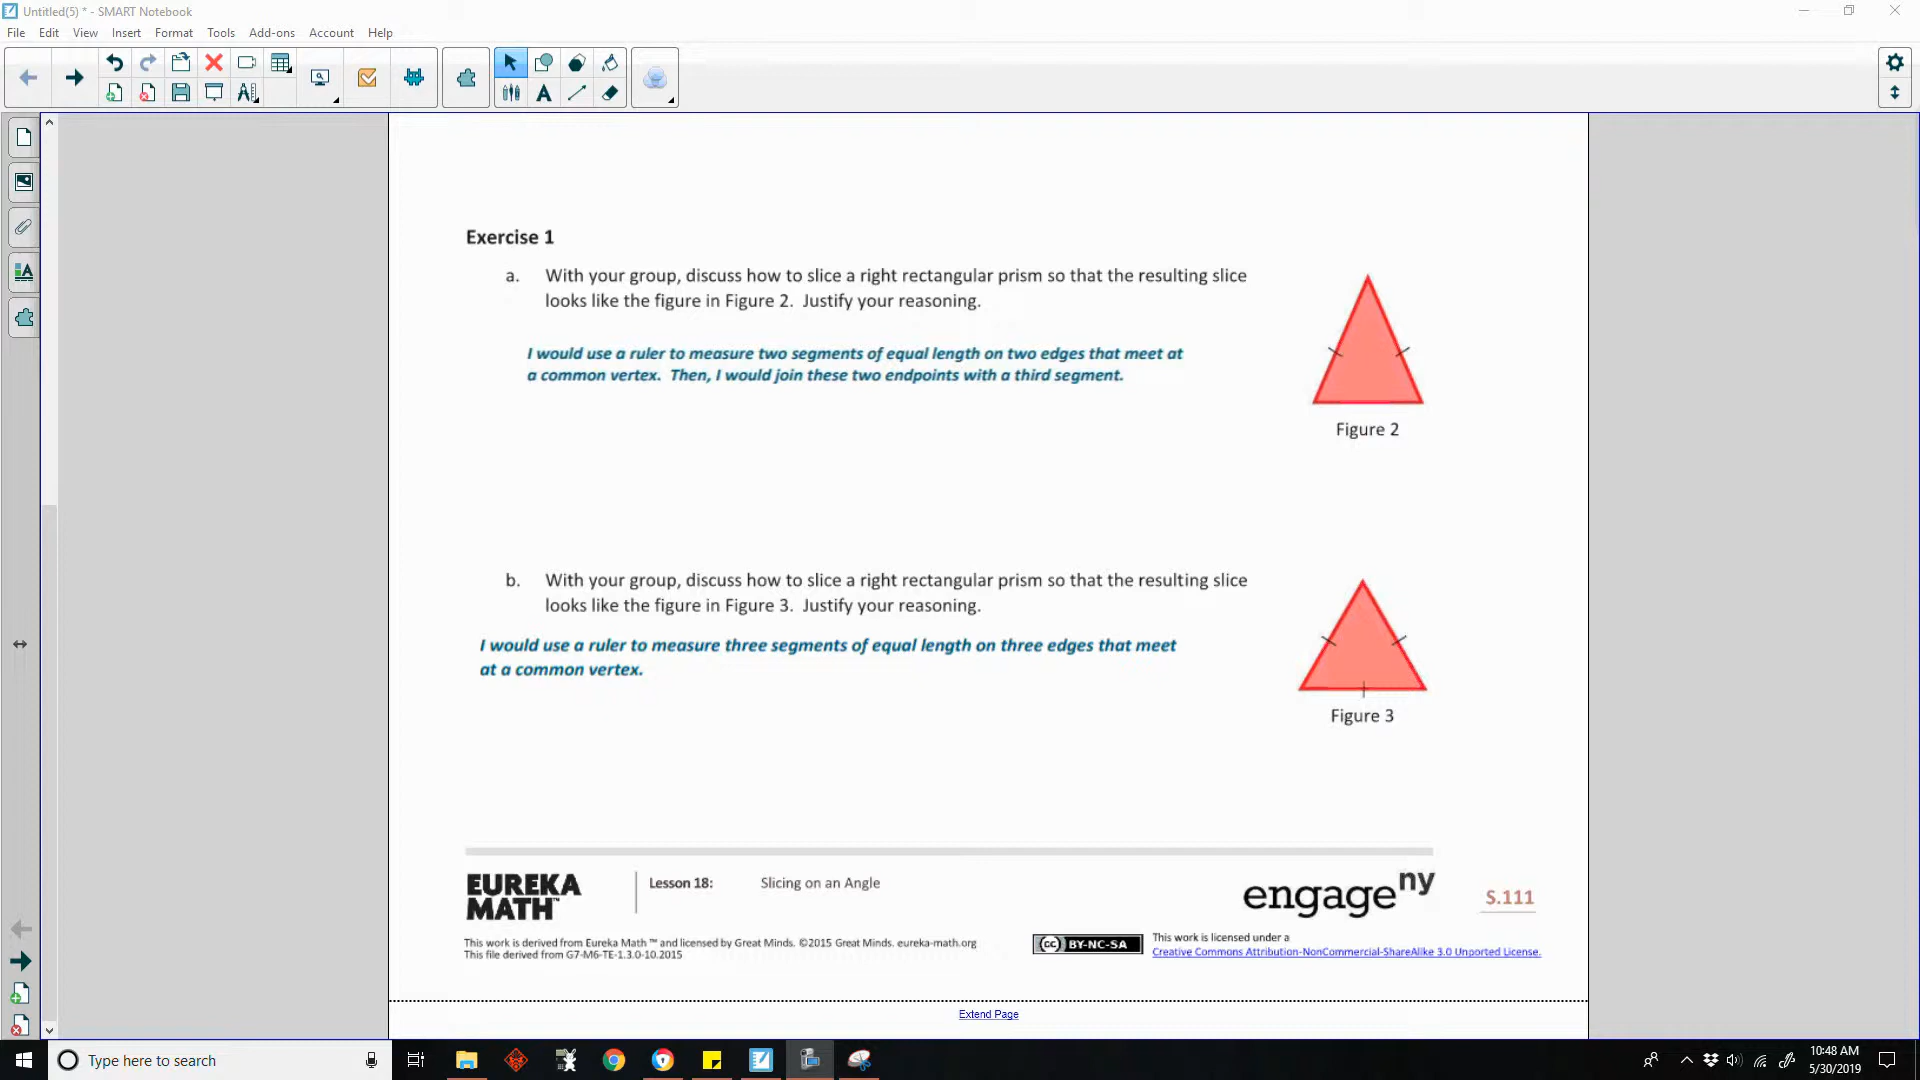 Untitled(5) * - SMART Notebook
File Edit View Insert Format Tools Add-ons Account Help
Exercise 1
a. With your group, discuss how to slice a right rectangular prism so that the resulting slice
looks like the figure in Figure 2. Justify your reasoning.
I would use a ruler to measure two segments of equal length on two edges that meet at
a common vertex. Then, I would join these two endpoints with a third segment.
Figure 2
b. With your group, discuss how to slice a right rectangular prism so that the resulting slice
looks like the figure in Figure 3. Justify your reasoning.
I would use a ruler to measure three segments of equal length on three edges that meet
at a common vertex.
Figure 3
EUREKA
MATH™
Lesson 18: Slicing on an Angle
engage ny
S.111
This work is derived from Eureka Math ™ and licensed by Great Minds. ©2015 Great Minds. eureka-math.org
This file derived from G7-M6-TE-1.3.0-10.2015
(cc) BY-NC-SA
This work is licensed under a
Creative Commons Attribution-NonCommercial-ShareAlike 3.0 Unported License.
Extend Page
Type here to search
10:48 AM
5/30/2019